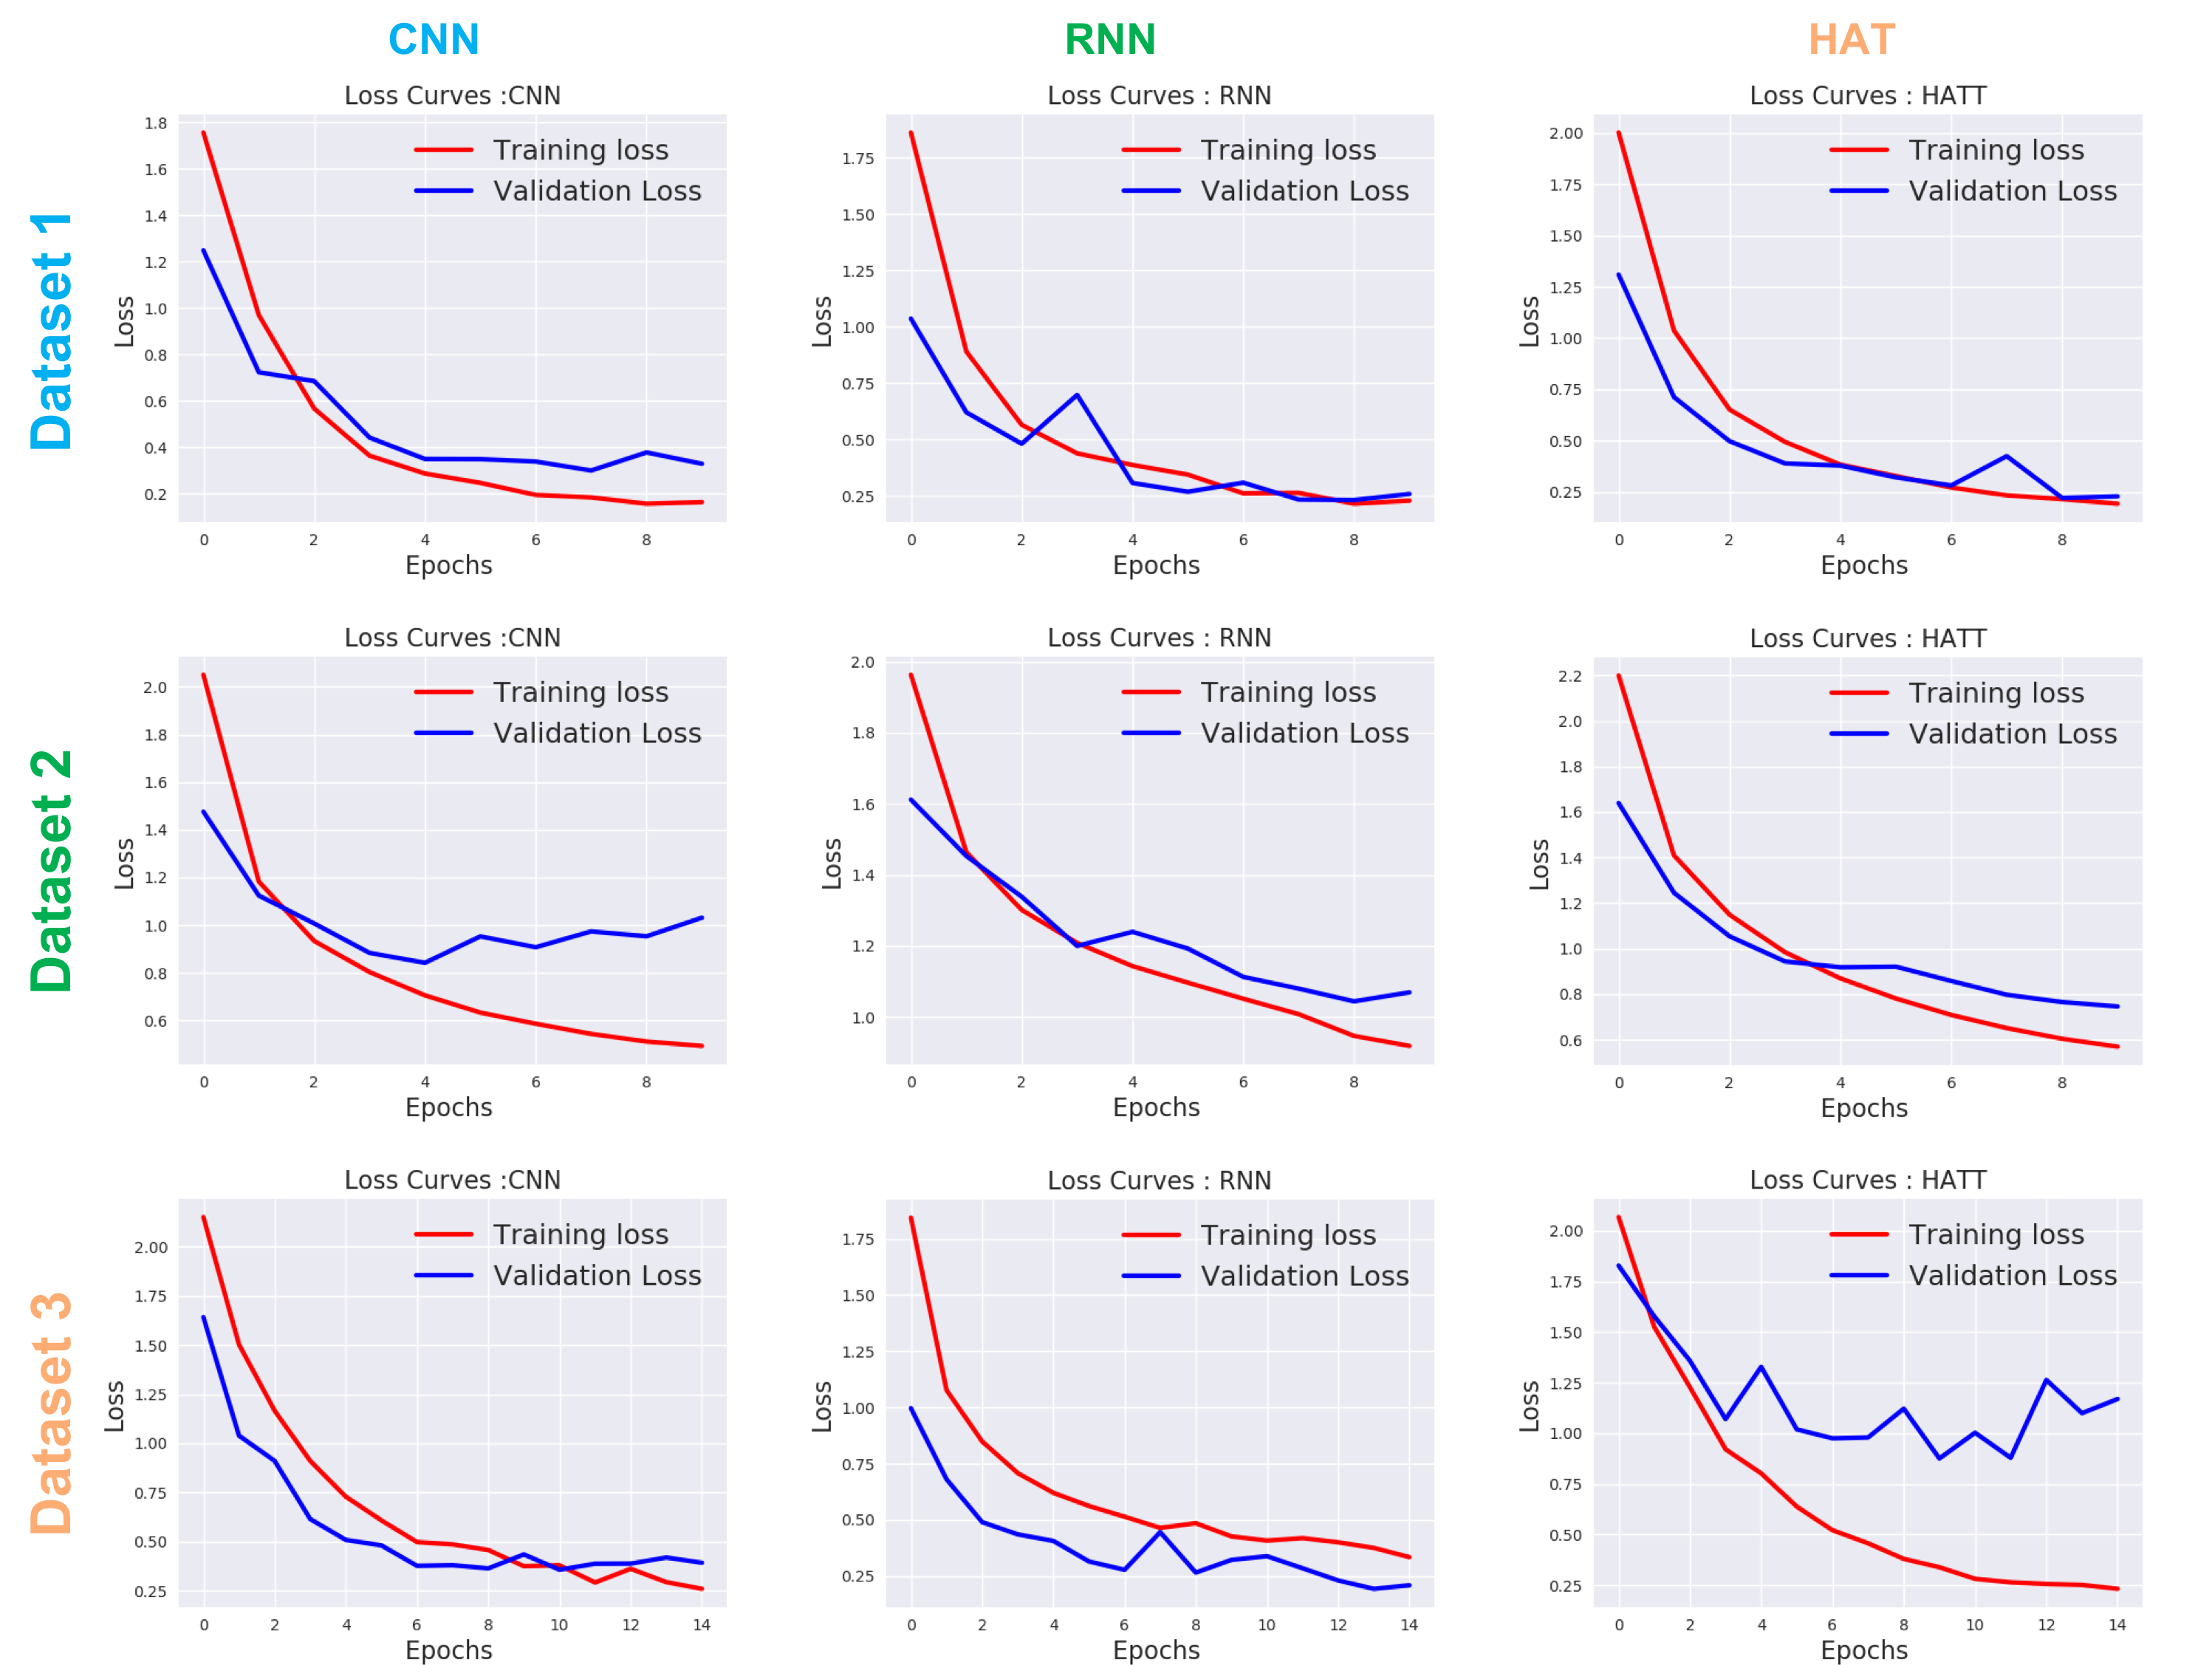 CNN RNN HAT
Dataset 1
Loss Curves :CNN
Training loss
Validation Loss
Loss
1.8
1.6
1.4
1.2
1.0
0.8
0.6
0.4
0.2
0 2 4 6 8
Epochs
Loss Curves : RNN
Training loss
Validation Loss
Loss
1.75
1.50
1.25
1.00
0.75
0.50
0.25
0 2 4 6 8
Epochs
Loss Curves : HATT
Training loss
Validation Loss
Loss
2.00
1.75
1.50
1.25
1.00
0.75
0.50
0.25
0 2 4 6 8
Epochs
Dataset 2
Loss Curves :CNN
Training loss
Validation Loss
Loss
2.0
1.8
1.6
1.4
1.2
1.0
0.8
0.6
0 2 4 6 8
Epochs
Loss Curves : RNN
Training loss
Validation Loss
Loss
2.0
1.8
1.6
1.4
1.2
1.0
0 2 4 6 8
Epochs
Loss Curves : HATT
Training loss
Validation Loss
Loss
2.2
2.0
1.8
1.6
1.4
1.2
1.0
0.8
0.6
0 2 4 6 8
Epochs
Dataset 3
Loss Curves :CNN
Training loss
Validation Loss
Loss
2.00
1.75
1.50
1.25
1.00
0.75
0.50
0.25
0 2 4 6 8 10 12 14
Epochs
Loss Curves : RNN
Training loss
Validation Loss
Loss
1.75
1.50
1.25
1.00
0.75
0.50
0.25
0 2 4 6 8 10 12 14
Epochs
Loss Curves : HATT
Training loss
Validation Loss
Loss
2.00
1.75
1.50
1.25
1.00
0.75
0.50
0.25
0 2 4 6 8 10 12 14
Epochs